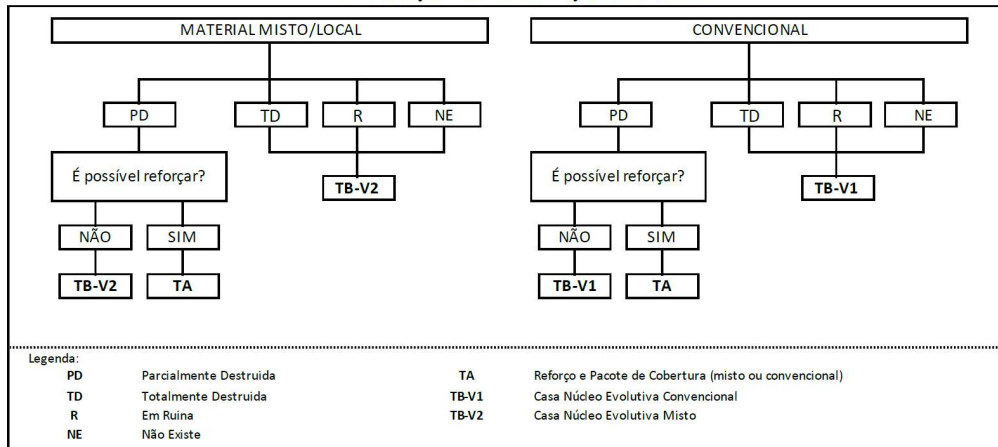 MATERIAL MISTO/LOCAL
CONVENCIONAL
PD
TD
R
NE
PD
TD
R
NE
É possível reforçar?
TB-V2
É possível reforçar?
TB-V1
NÃO
SIM
NÃO
SIM
TB-V2
TA
TB-V1
TA
Legenda:
PD Parcialmente Destruida
TA Reforço e Pacote de Cobertura (misto ou convencional)
TD Totalmente Destruida
TB-V1 Casa Núcleo Evolutiva Convencional
R Em Ruina
TB-V2 Casa Núcleo Evolutiva Misto
NE Não Existe